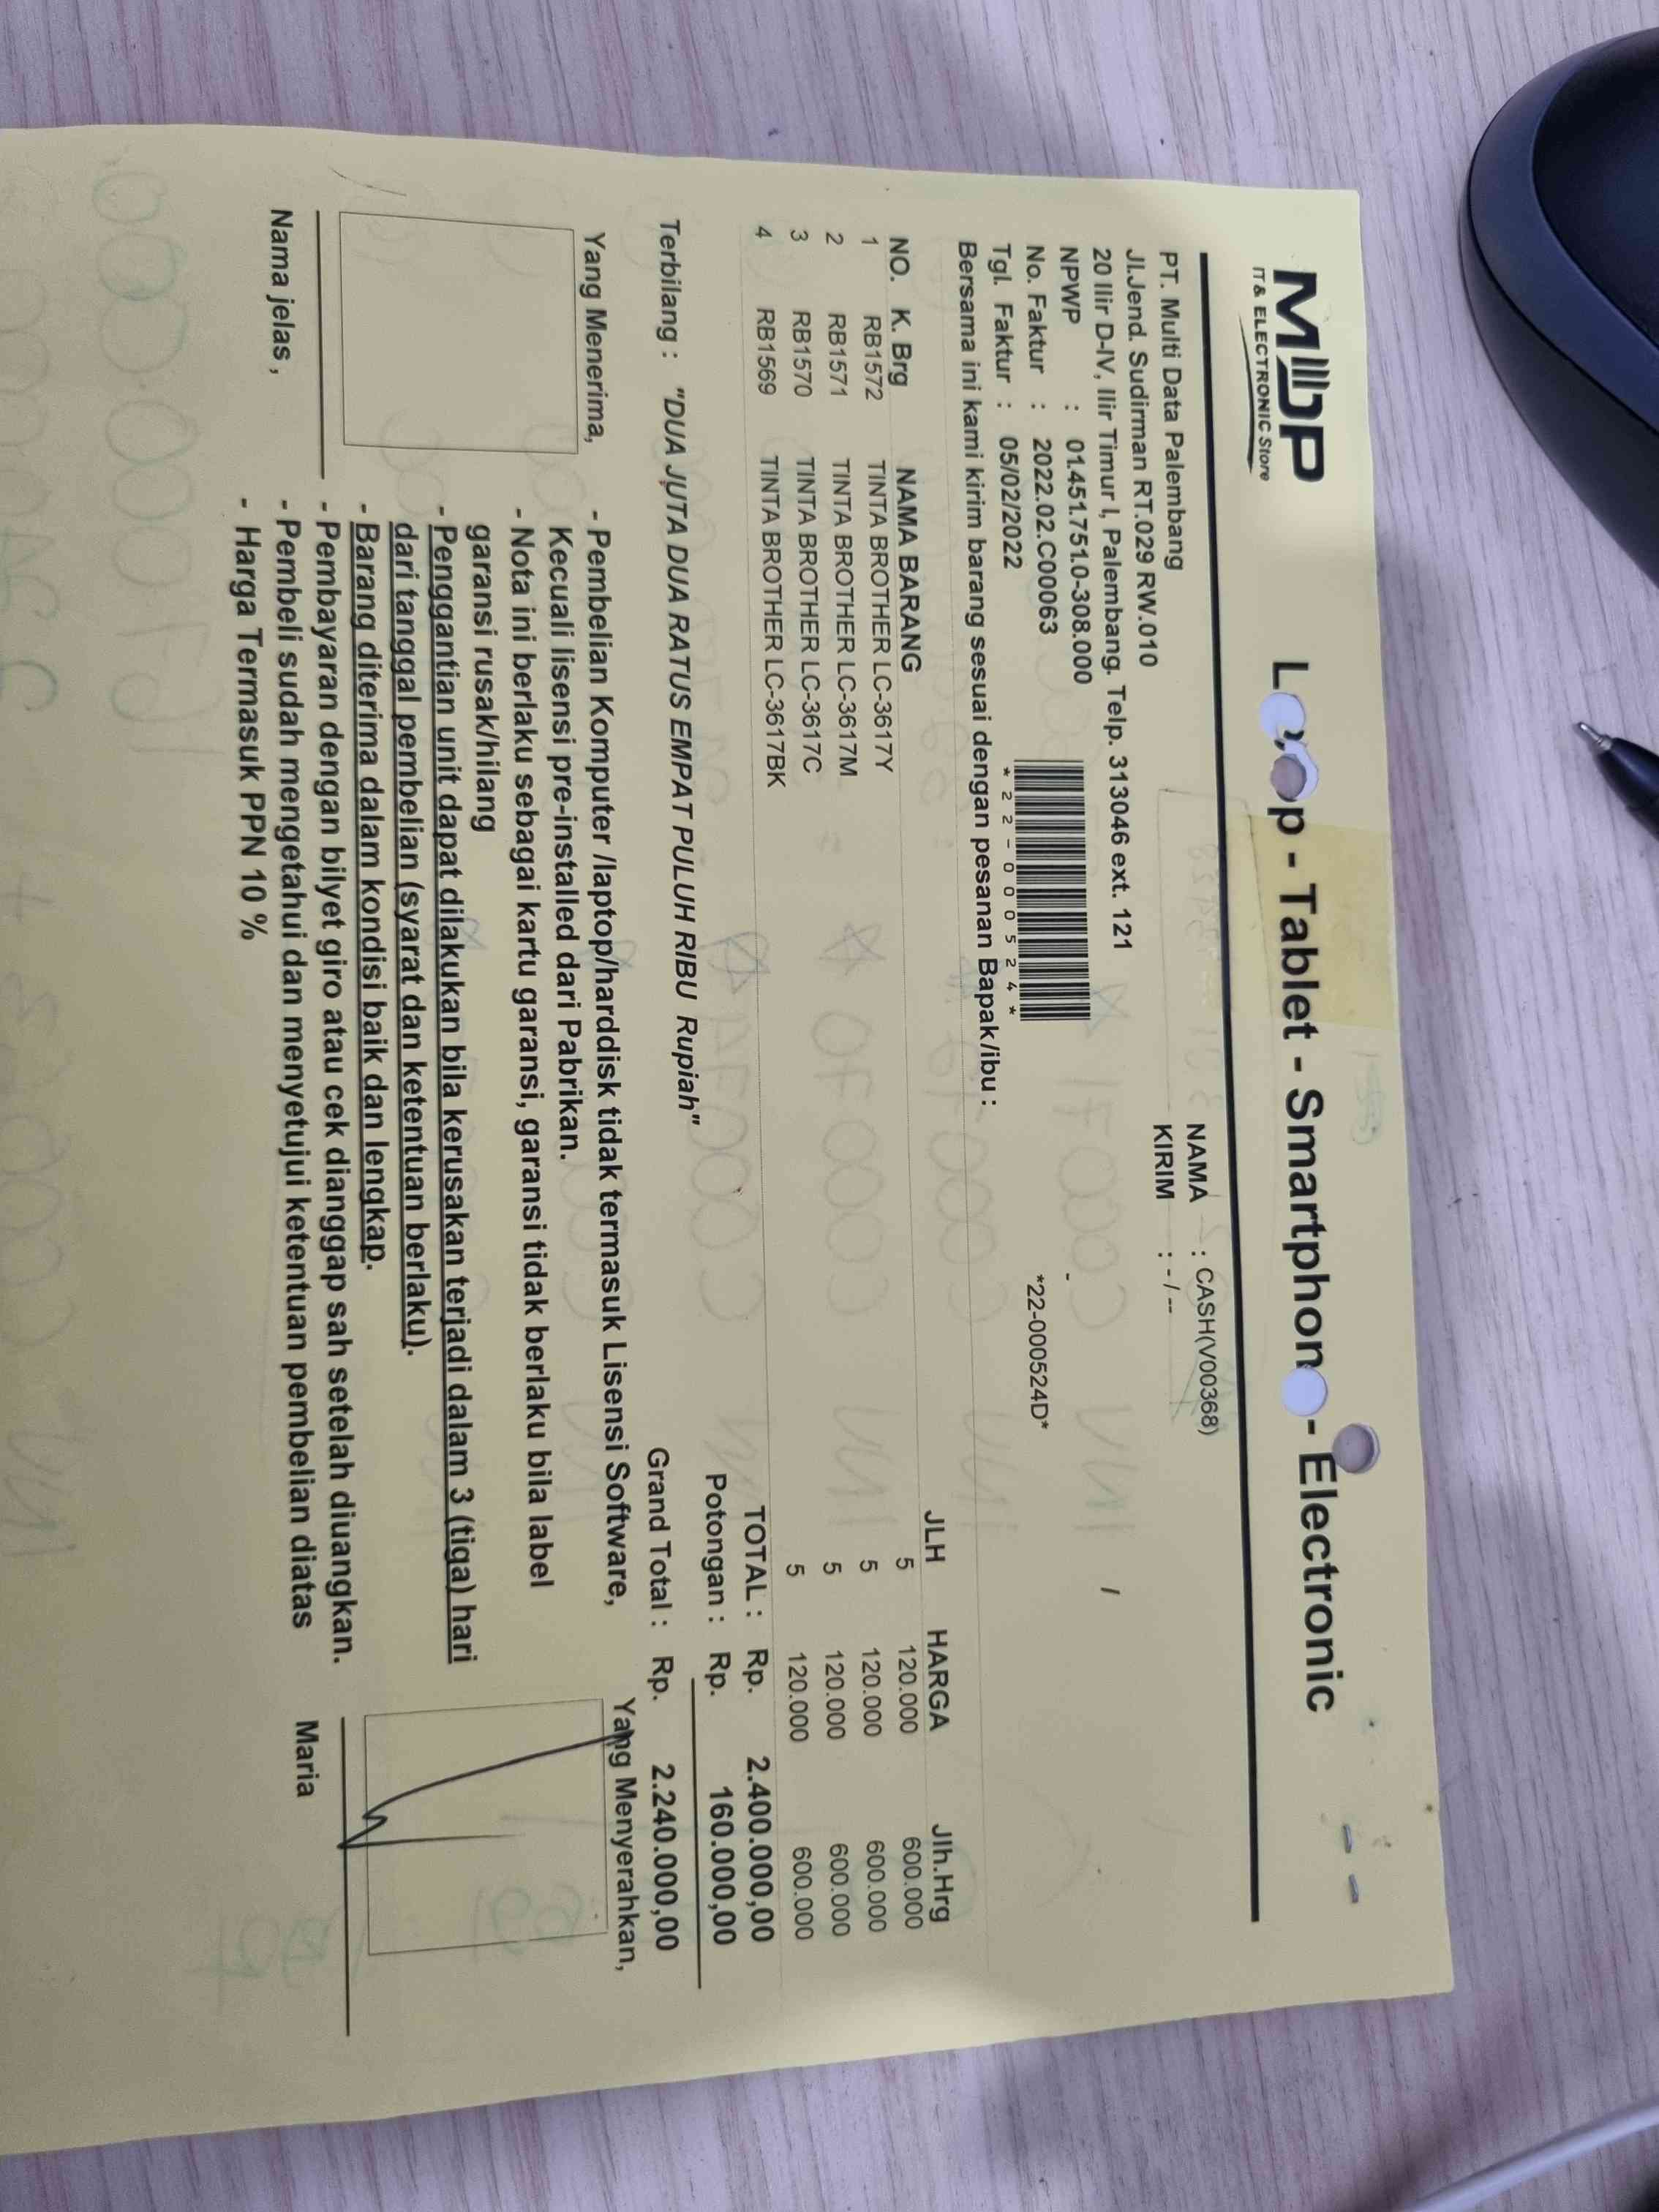 MDP
IT & ELECTRONIC Store
- Tablet - Smartphone - Electronic
PT. Multi Data Palembang
Jl.Jend. Sudirman RT.029 RW.010
20 Ilir D-IV, Ilir Timur I, Palembang. Telp. 313046 ext. 121
NPWP : 01.451.751.0-308.000
No. Faktur : 2022.02.C00063
Tgl. Faktur : 05/02/2022
NAMA : CASH(V00368)
KIRIM : - / --
/
-
*22-000524*
*22-000524D*
Bersama ini kami kirim barang sesuai dengan pesanan Bapak/ibu :
NO. K. Brg NAMA BARANG JLH HARGA Jlh.Hrg
1 RB1572 TINTA BROTHER LC-3617Y 5 120.000 600.000
2 RB1571 TINTA BROTHER LC-3617M 5 120.000 600.000
3 RB1570 TINTA BROTHER LC-3617C 5 120.000 600.000
4 RB1569 TINTA BROTHER LC-3617BK 5 120.000 600.000
TOTAL : Rp. 2.400.000,00
Potongan : Rp. 160.000,00
Grand Total : Rp. 2.240.000,00
Terbilang : "DUA JUTA DUA RATUS EMPAT PULUH RIBU Rupiah"
Yang Menerima,
Nama jelas ,
- Pembelian Komputer /laptop/harddisk tidak termasuk Lisensi Software,
Kecuali lisensi pre-installed dari Pabrikan.
- Nota ini berlaku sebagai kartu garansi, garansi tidak berlaku bila label
garansi rusak/hilang
- Penggantian unit dapat dilakukan bila kerusakan terjadi dalam 3 (tiga) hari
dari tanggal pembelian (syarat dan ketentuan berlaku).
- Barang diterima dalam kondisi baik dan lengkap.
- Pembayaran dengan bilyet giro atau cek dianggap sah setelah diuangkan.
- Pembeli sudah mengetahui dan menyetujui ketentuan pembelian diatas
- Harga Termasuk PPN 10 %
Yang Menyerahkan,
Maria